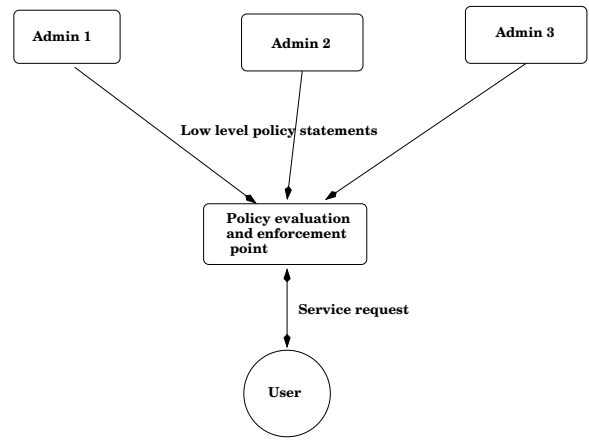 Admin 1
Admin 2
Admin 3
Low level policy statements
Policy evaluation
and enforcement
point
Service request
User